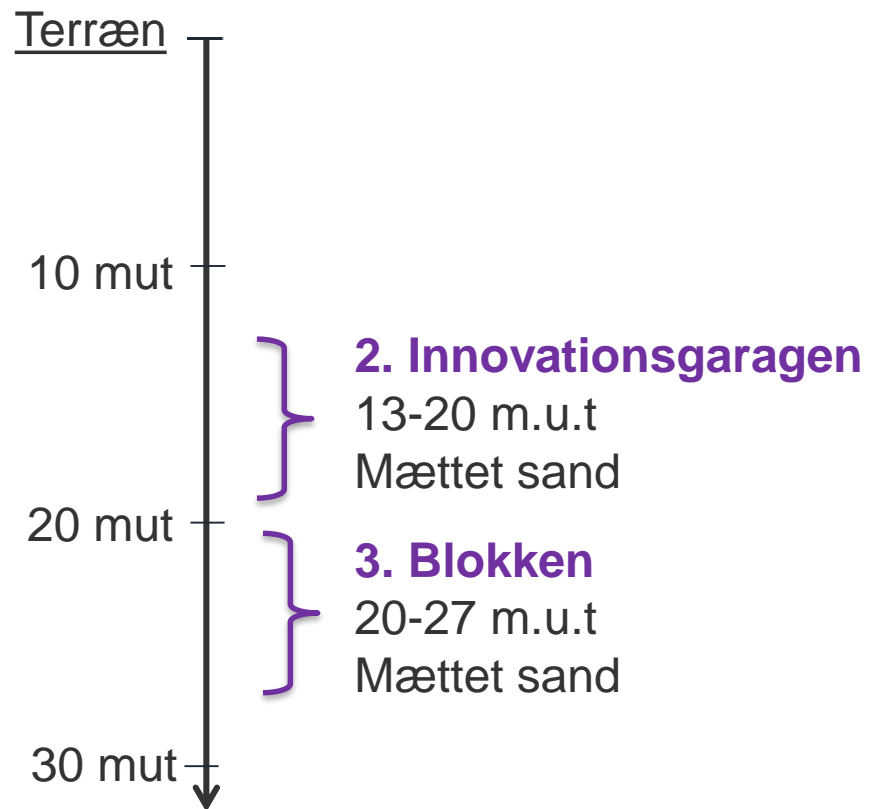 Terræn
10 mut
2. Innovationsgaragen
13-20 m.u.t
Mættet sand
20 mut
3. Blokken
20-27 m.u.t
Mættet sand
30 mut